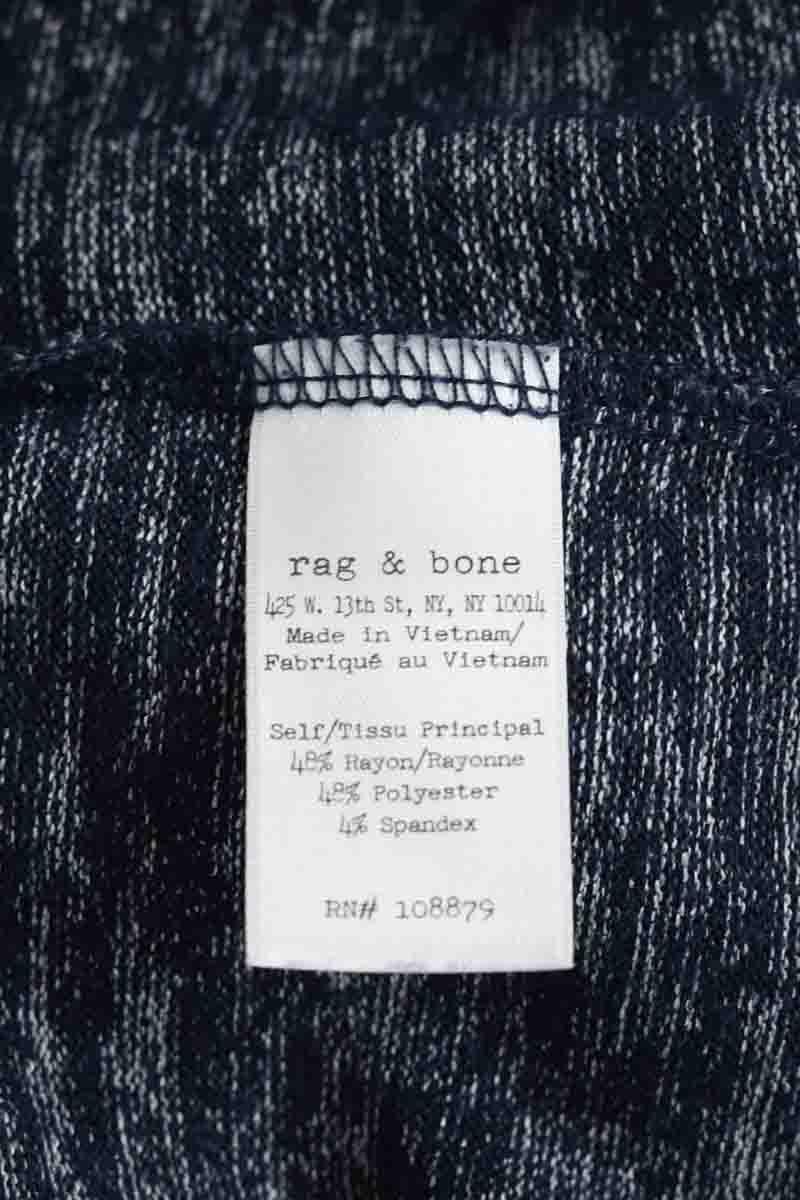 rag & bone
425 W. 13th St, NY, NY 10014
Made in Vietnam/
Fabriqué au Vietnam
Self/Tissu Principal
48% Rayon/Rayonne
48% Polyester
4% Spandex
RN# 108879